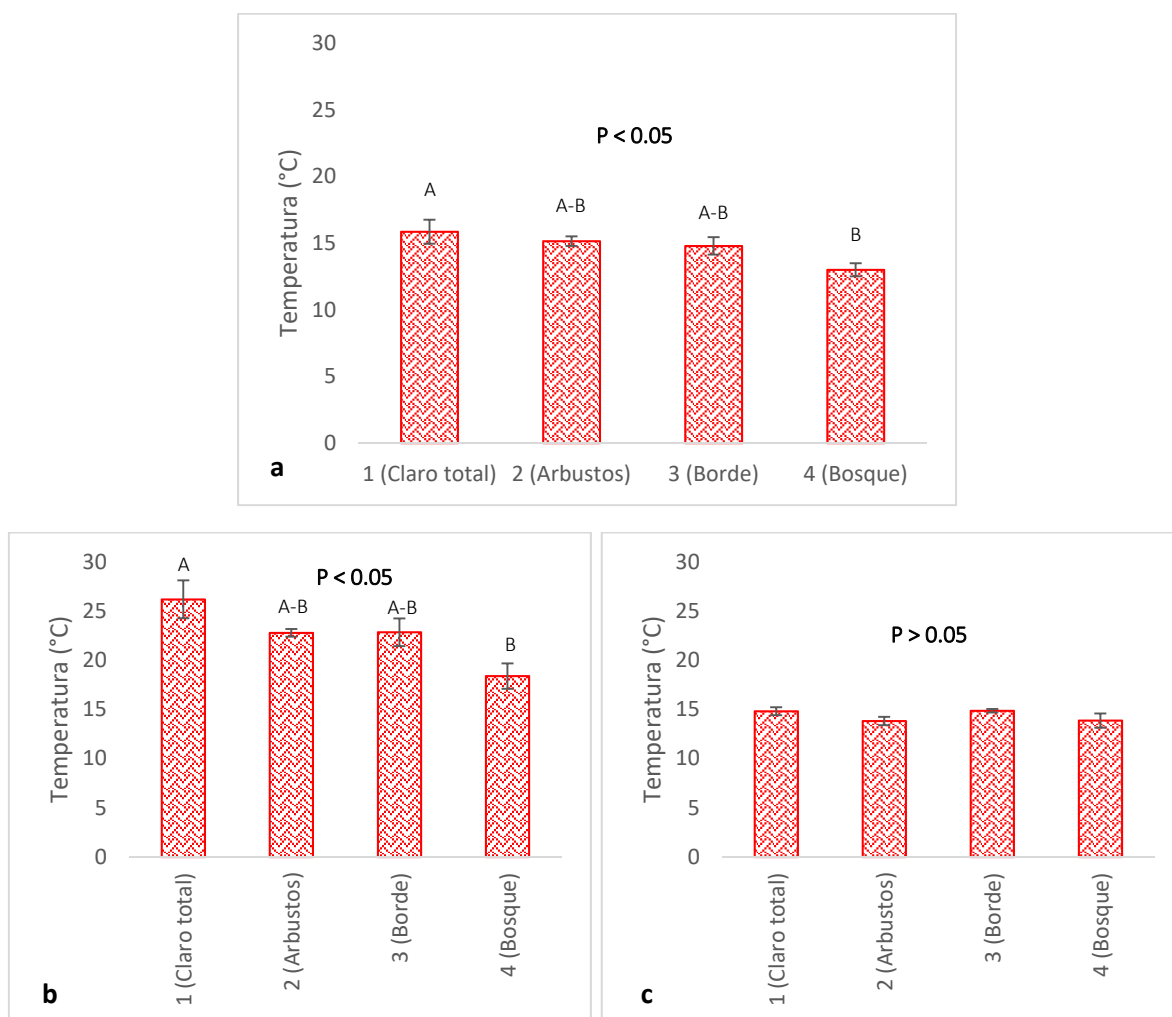 30
25
20
15
10
5
0
Temperatura (°C)
P < 0.05
A
A-B
A-B
B
1 (Claro total) 2 (Arbustos) 3 (Borde) 4 (Bosque)
a
30
25
20
15
10
5
0
Temperatura (°C)
P < 0.05
A
A-B
A-B
B
1 (Claro total)
2 (Arbustos)
3 (Borde)
4 (Bosque)
b
30
25
20
15
10
5
0
Temperatura (°C)
P > 0.05
1 (Claro total)
2 (Arbustos)
3 (Borde)
4 (Bosque)
c